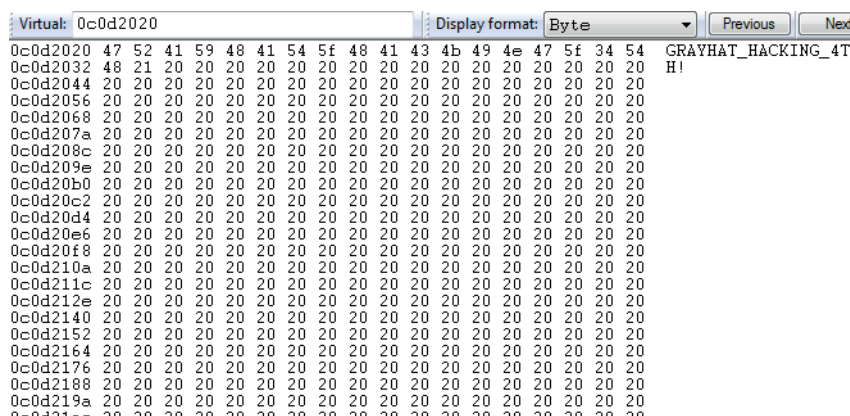 Virtual: 0c0d2020 Display format: Byte Previous Next
0c0d2020 47 52 41 59 48 41 54 5f 48 41 43 4b 49 4e 47 5f 34 54 GRAYHAT_HACKING_4T
0c0d2032 48 21 20 20 20 20 20 20 20 20 20 20 20 20 20 20 20 20 H!
0c0d2044 20 20 20 20 20 20 20 20 20 20 20 20 20 20 20 20 20 20
0c0d2056 20 20 20 20 20 20 20 20 20 20 20 20 20 20 20 20 20 20
0c0d2068 20 20 20 20 20 20 20 20 20 20 20 20 20 20 20 20 20 20
0c0d207a 20 20 20 20 20 20 20 20 20 20 20 20 20 20 20 20 20 20
0c0d208c 20 20 20 20 20 20 20 20 20 20 20 20 20 20 20 20 20 20
0c0d209e 20 20 20 20 20 20 20 20 20 20 20 20 20 20 20 20 20 20
0c0d20b0 20 20 20 20 20 20 20 20 20 20 20 20 20 20 20 20 20 20
0c0d20c2 20 20 20 20 20 20 20 20 20 20 20 20 20 20 20 20 20 20
0c0d20d4 20 20 20 20 20 20 20 20 20 20 20 20 20 20 20 20 20 20
0c0d20e6 20 20 20 20 20 20 20 20 20 20 20 20 20 20 20 20 20 20
0c0d20f8 20 20 20 20 20 20 20 20 20 20 20 20 20 20 20 20 20 20
0c0d210a 20 20 20 20 20 20 20 20 20 20 20 20 20 20 20 20 20 20
0c0d211c 20 20 20 20 20 20 20 20 20 20 20 20 20 20 20 20 20 20
0c0d212e 20 20 20 20 20 20 20 20 20 20 20 20 20 20 20 20 20 20
0c0d2140 20 20 20 20 20 20 20 20 20 20 20 20 20 20 20 20 20 20
0c0d2152 20 20 20 20 20 20 20 20 20 20 20 20 20 20 20 20 20 20
0c0d2164 20 20 20 20 20 20 20 20 20 20 20 20 20 20 20 20 20 20
0c0d2176 20 20 20 20 20 20 20 20 20 20 20 20 20 20 20 20 20 20
0c0d2188 20 20 20 20 20 20 20 20 20 20 20 20 20 20 20 20 20 20
0c0d219a 20 20 20 20 20 20 20 20 20 20 20 20 20 20 20 20 20 20